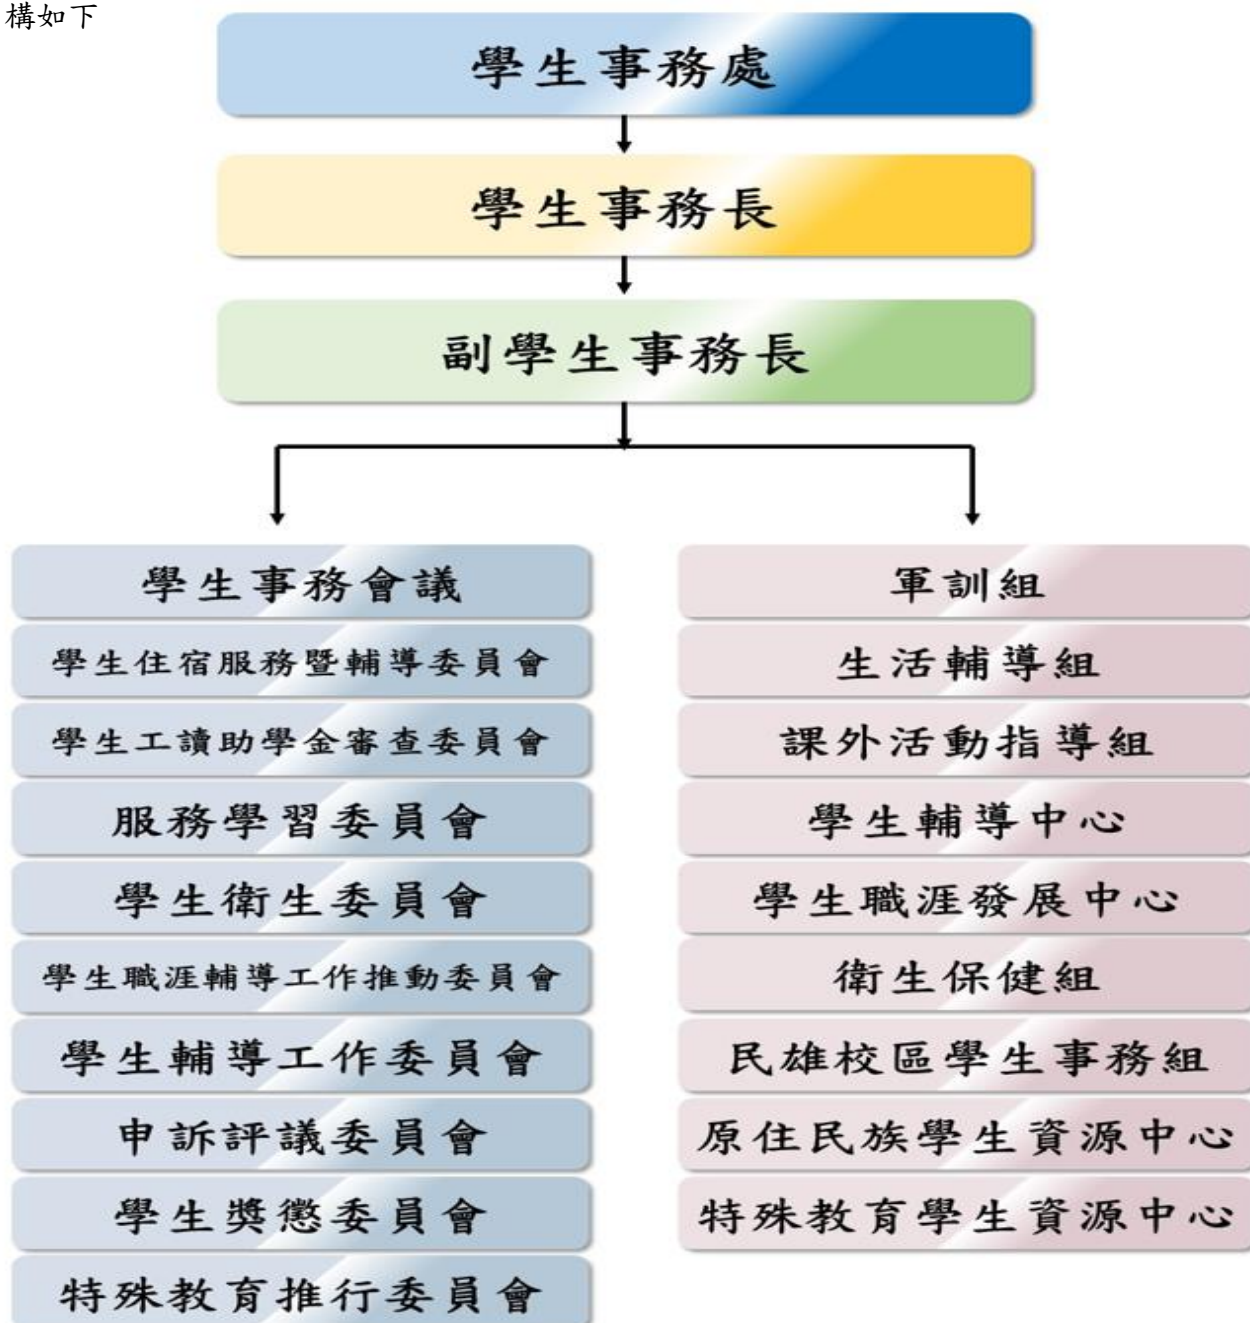 構如下
學生事務處
學生事務長
副學生事務長
學生事務會議
學生住宿服務暨輔導委員會
學生工讀助學金審查委員會
服務學習委員會
學生衛生委員會
學生職涯輔導工作推動委員會
學生輔導工作委員會
申訴評議委員會
學生獎懲委員會
特殊教育推行委員會
軍訓組
生活輔導組
課外活動指導組
學生輔導中心
學生職涯發展中心
衛生保健組
民雄校區學生事務組
原住民族學生資源中心
特殊教育學生資源中心